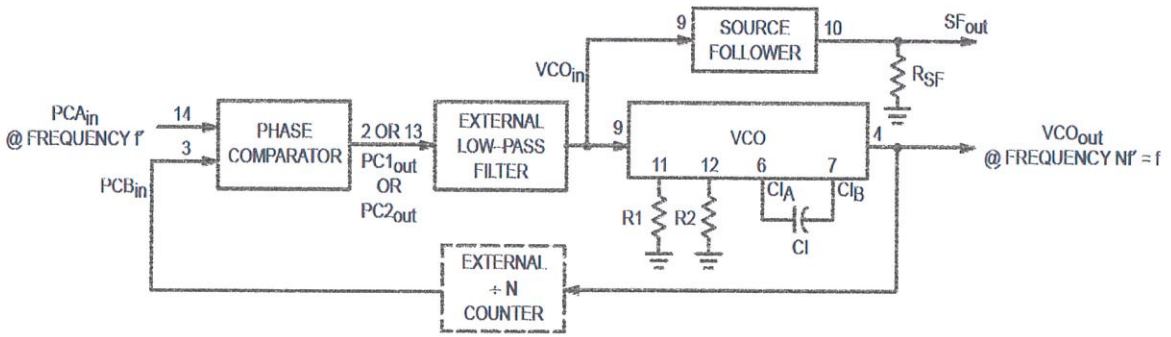 9
SOURCE
FOLLOWER
10
SFout
RSF
VCOin
PCAin
@ FREQUENCY f'
14
3
PCBin
PHASE
COMPARATOR
2 OR 13
PC1out
OR
PC2out
EXTERNAL
LOW–PASS
FILTER
9
VCO
4
11
12
6
7
CIA
CIB
R1
R2
CI
VCOout
@ FREQUENCY Nf' = f
EXTERNAL
÷ N
COUNTER